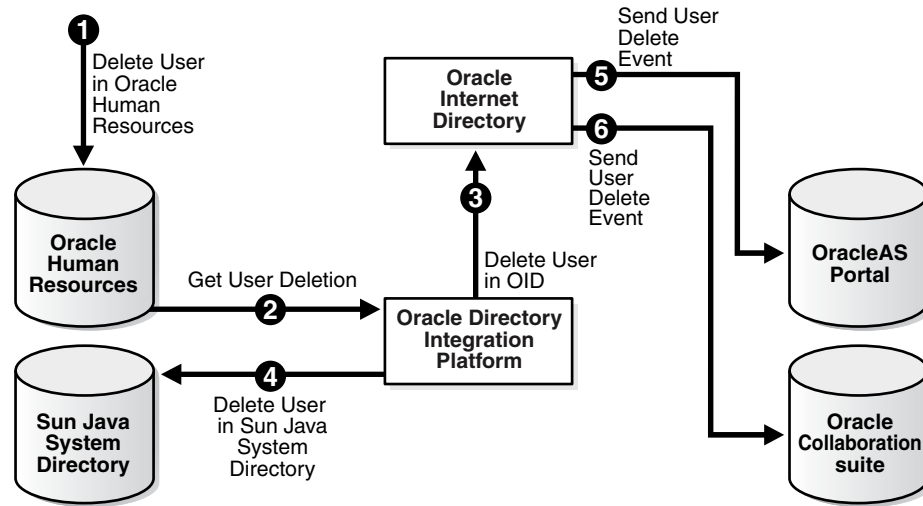 1
Delete User
in Oracle
Human
Resources
Oracle
Human
Resources
Get User Deletion
2
Oracle Directory
Integration
Platform
3
Delete User
in OID
Oracle
Internet
Directory
4
Delete User
in Sun Java
System
Directory
Sun Java
System
Directory
Send User
Delete
Event
5
6
Send
User
Delete
Event
OracleAS
Portal
Oracle
Collaboration
suite